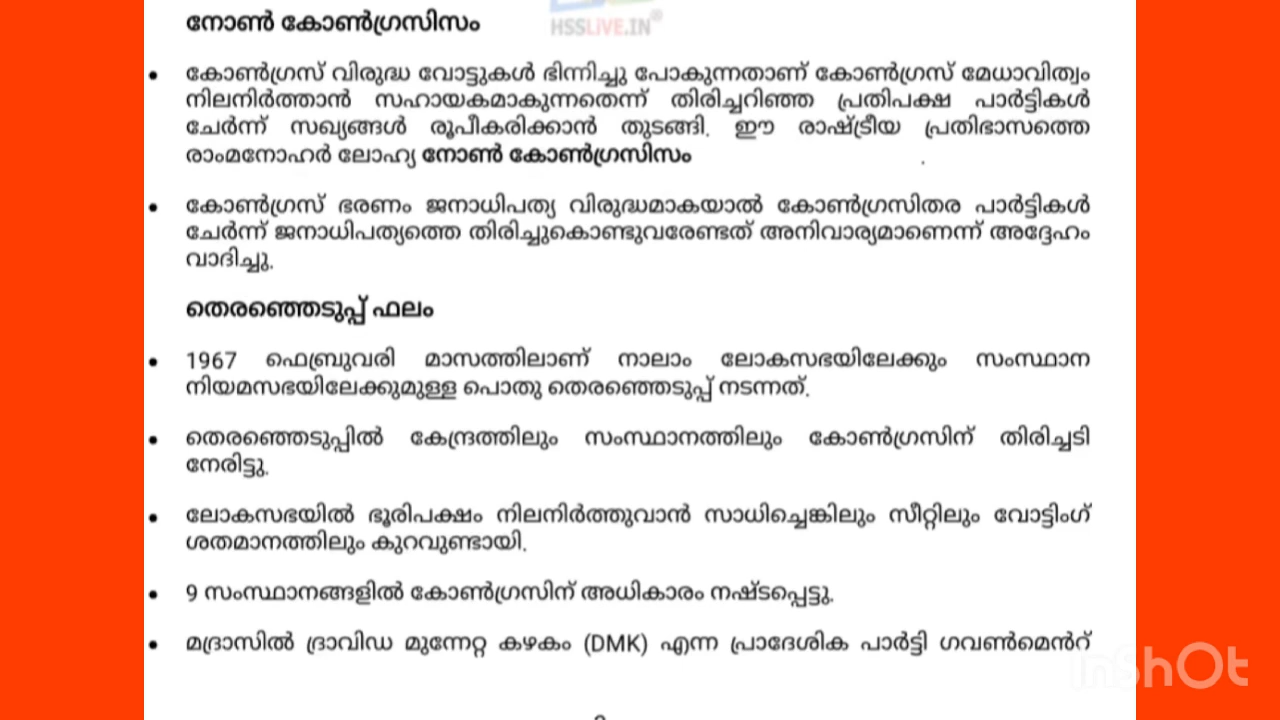 നോൺ കോൺഗ്രസിസം
HSSLIVE.IN®
• കോൺഗ്രസ് വിരുദ്ധ വോട്ടുകൾ ഭിന്നിച്ചു പോകുന്നതാണ് കോൺഗ്രസ് മേധാവിത്വം
നിലനിർത്താൻ സഹായകമാകുന്നതെന്ന് തിരിച്ചറിഞ്ഞ പ്രതിപക്ഷ പാർട്ടികൾ
ചേർന്ന് സഖ്യങ്ങൾ രൂപീകരിക്കാൻ തുടങ്ങി. ഈ രാഷ്ട്രീയ പ്രതിഭാസത്തെ
രാംമനോഹർ ലോഹ്യ നോൺ കോൺഗ്രസിസം .
• കോൺഗ്രസ് ഭരണം ജനാധിപത്യ വിരുദ്ധമാകയാൽ കോൺഗ്രസിതര പാർട്ടികൾ
ചേർന്ന് ജനാധിപത്യത്തെ തിരിച്ചുകൊണ്ടുവരേണ്ടത് അനിവാര്യമാണെന്ന് അദ്ദേഹം
വാദിച്ചു.
തെരഞ്ഞെടുപ്പ് ഫലം
• 1967 ഫെബ്രുവരി മാസത്തിലാണ് നാലാം ലോകസഭയിലേക്കും സംസ്ഥാന
നിയമസഭയിലേക്കുമുള്ള പൊതു തെരഞ്ഞെടുപ്പ് നടന്നത്.
• തെരഞ്ഞെടുപ്പിൽ കേന്ദ്രത്തിലും സംസ്ഥാനത്തിലും കോൺഗ്രസിന് തിരിച്ചടി
നേരിട്ടു.
• ലോകസഭയിൽ ഭൂരിപക്ഷം നിലനിർത്തുവാൻ സാധിച്ചെങ്കിലും സീറ്റിലും വോട്ടിംഗ്
ശതമാനത്തിലും കുറവുണ്ടായി.
• 9 സംസ്ഥാനങ്ങളിൽ കോൺഗ്രസിന് അധികാരം നഷ്ടപ്പെട്ടു.
• മദ്രാസിൽ ദ്രാവിഡ മുന്നേറ്റ കഴകം (DMK) എന്ന പ്രാദേശിക പാർട്ടി ഗവൺമെൻറ്
InShOt